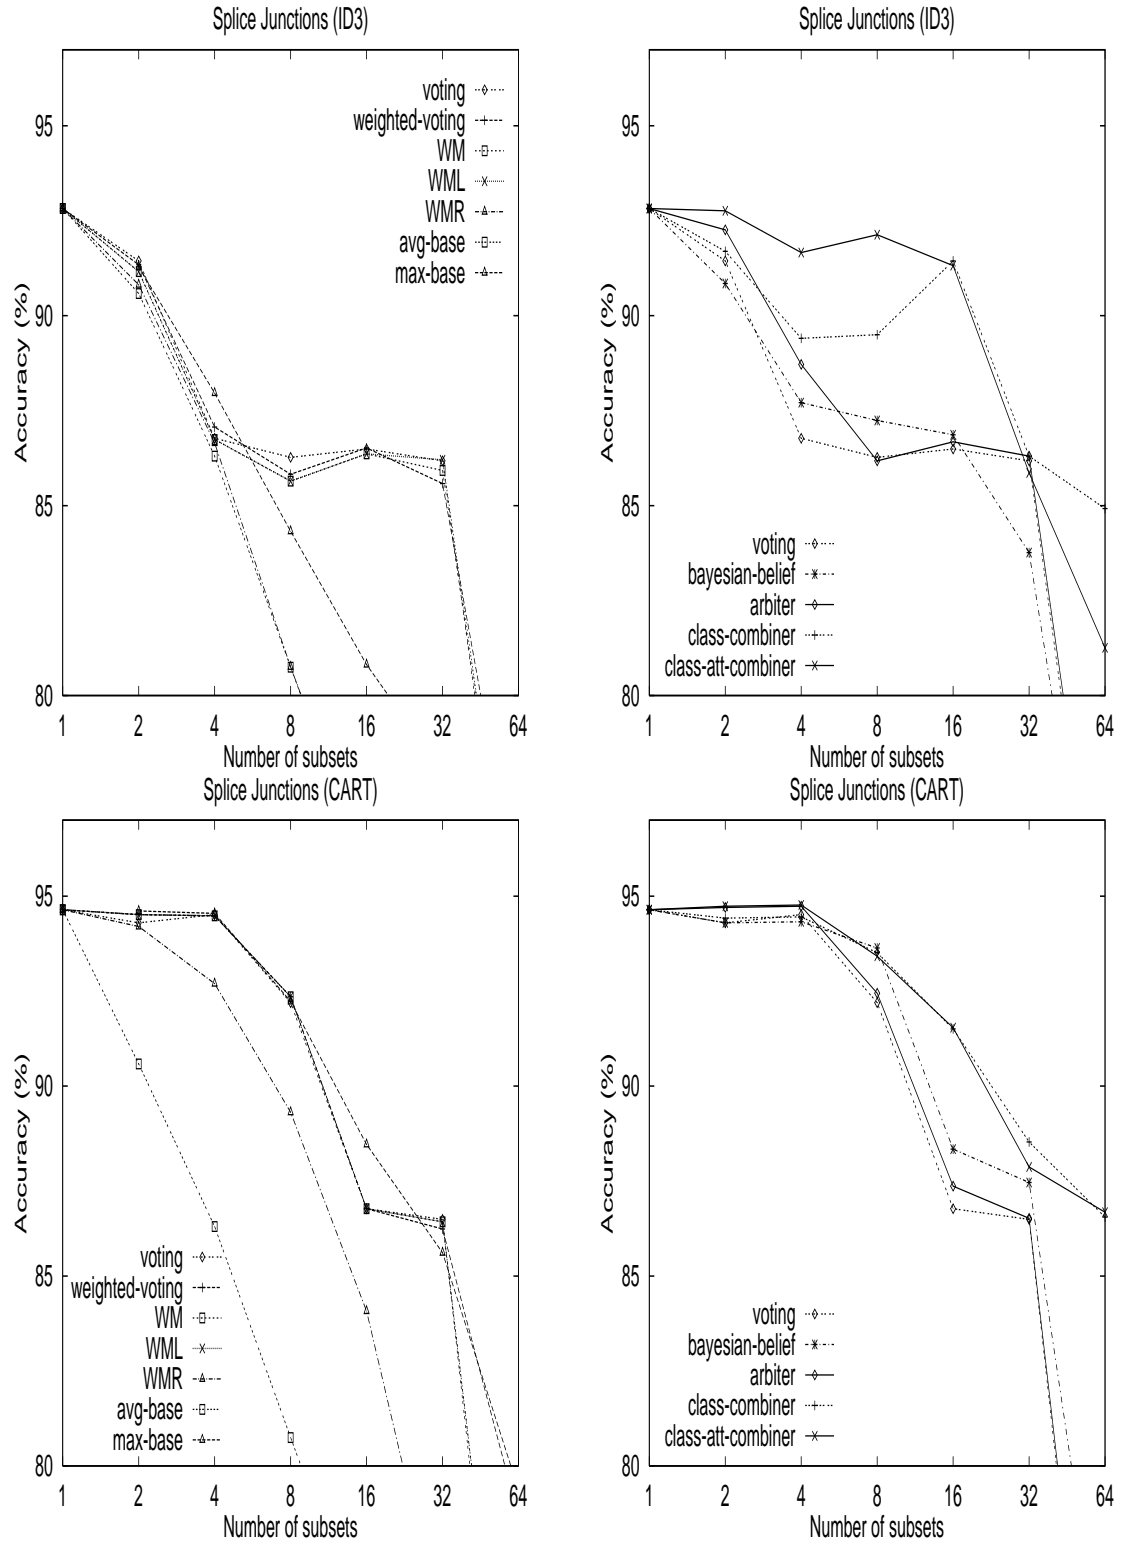 Splice Junctions (ID3)
voting
weighted-voting
WM
WML
WMR
avg-base
max-base
95
90
85
80
Accuracy (%)
1 2 4 8 16 32 64
Number of subsets
Splice Junctions (ID3)
95
90
85
80
Accuracy (%)
voting
bayesian-belief
arbiter
class-combiner
class-att-combiner
1 2 4 8 16 32 64
Number of subsets
Splice Junctions (CART)
95
90
85
80
Accuracy (%)
voting
weighted-voting
WM
WML
WMR
avg-base
max-base
1 2 4 8 16 32 64
Number of subsets
Splice Junctions (CART)
95
90
85
80
Accuracy (%)
voting
bayesian-belief
arbiter
class-combiner
class-att-combiner
1 2 4 8 16 32 64
Number of subsets